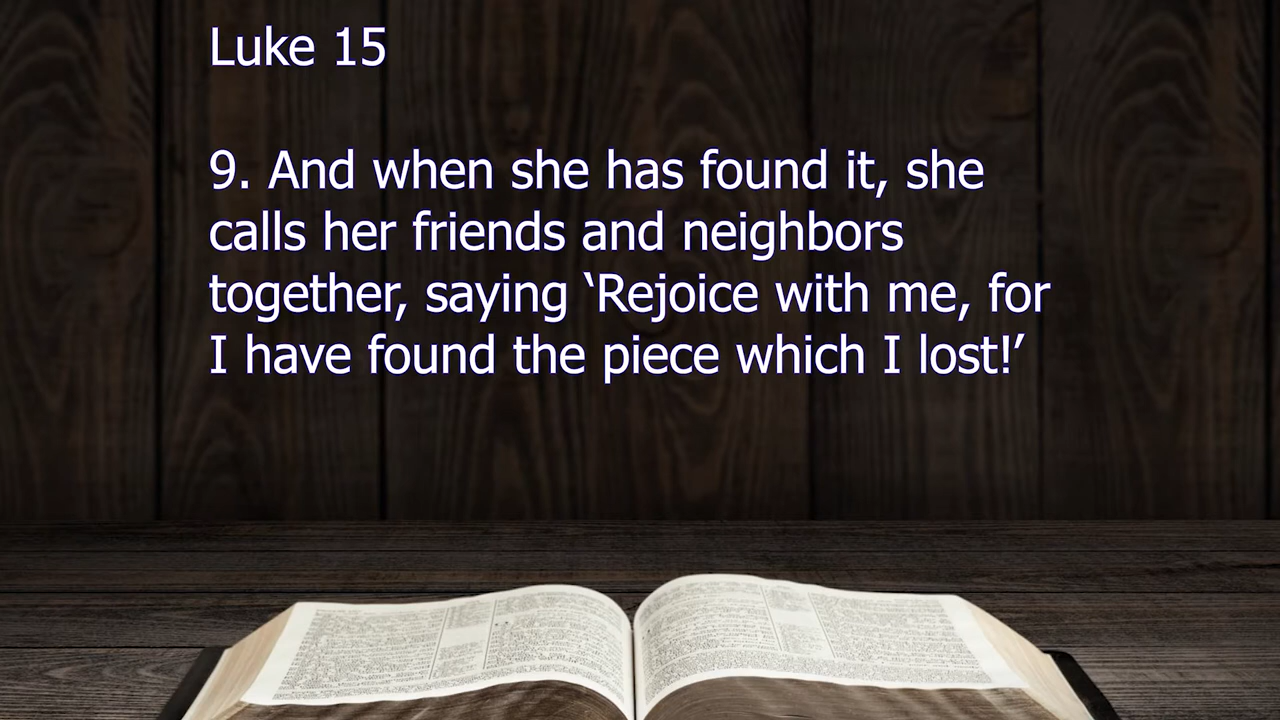 Luke 15
9. And when she has found it, she
calls her friends and neighbors
together, saying ‘Rejoice with me, for
I have found the piece which I lost!’